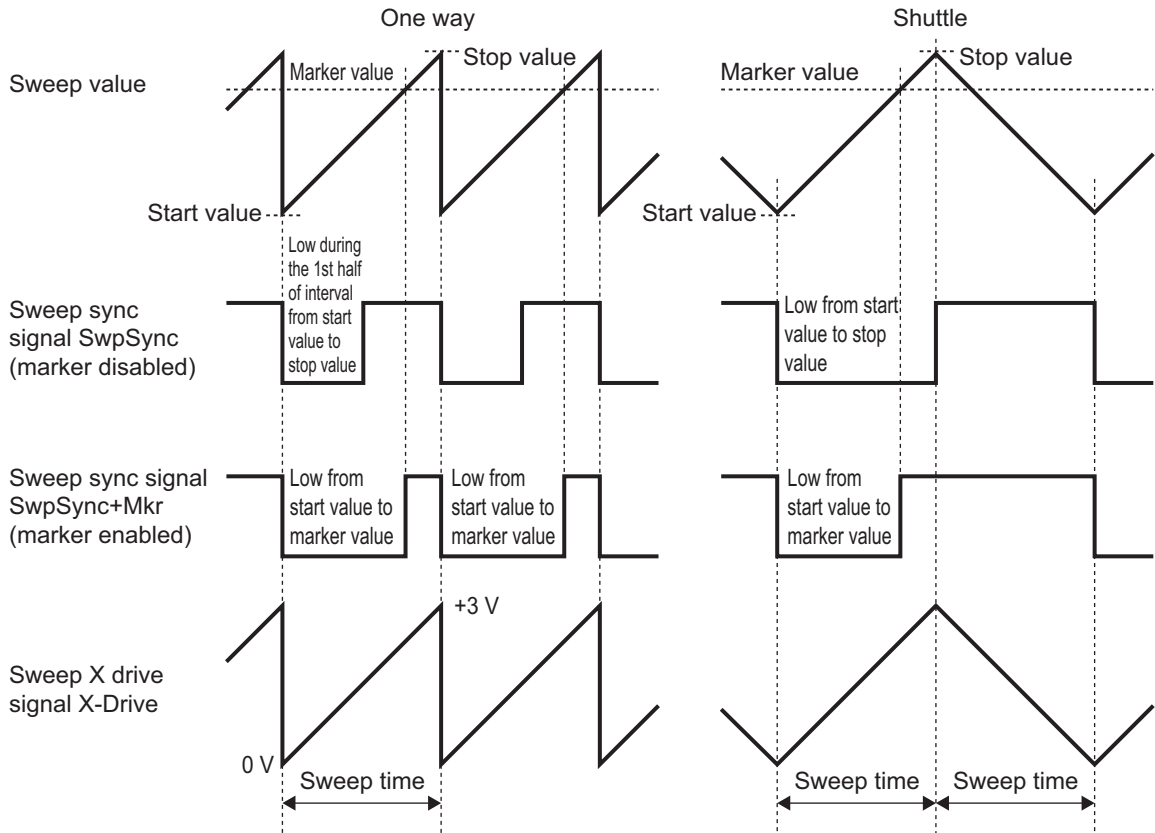 One way
Shuttle
Sweep value
Marker value
Stop value
Start value
Marker value
Stop value
Start value
Sweep sync
signal SwpSync
(marker disabled)
Low during
the 1st half
of interval
from start
value to
stop value
Low from start
value to stop
value
Sweep sync signal
SwpSync+Mkr
(marker enabled)
Low from
start value to
marker value
Low from
start value to
marker value
Low from
start value to
marker value
Sweep X drive
signal X-Drive
+3 V
0 V
Sweep time
Sweep time
Sweep time